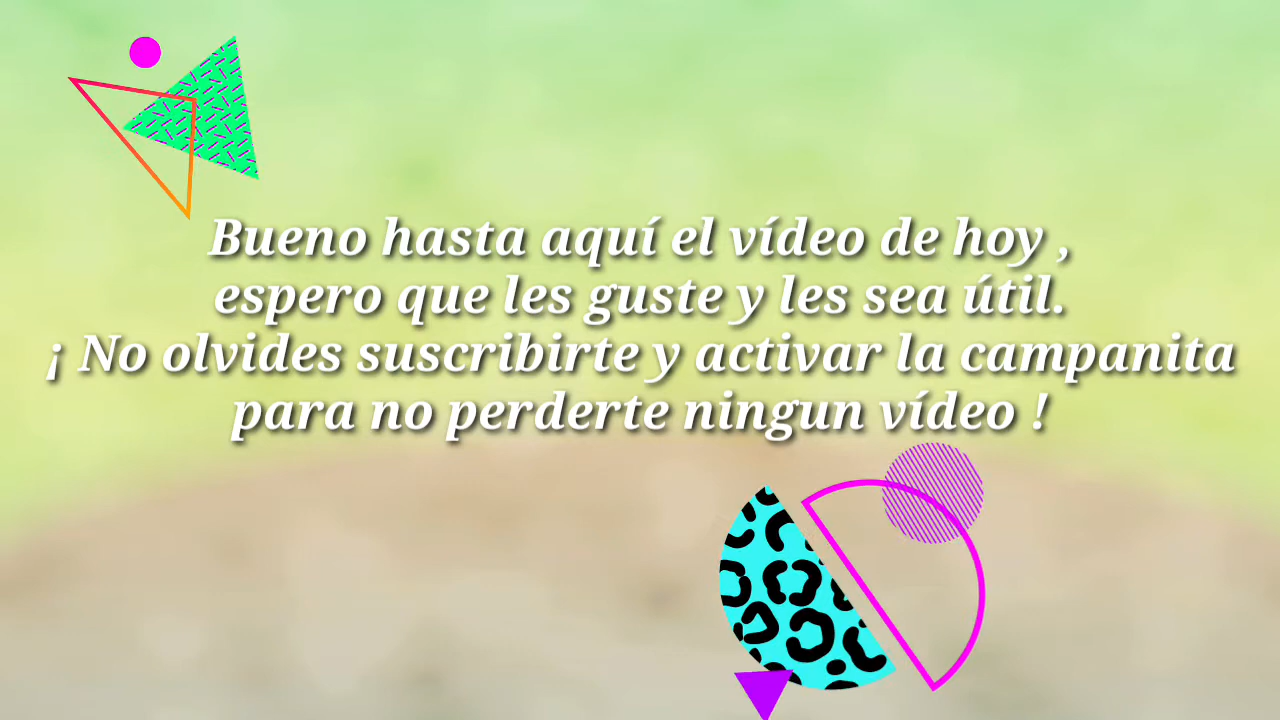 Bueno hasta aquí el vídeo de hoy ,
espero que les guste y les sea útil.
¡ No olvides suscribirte y activar la campanita
para no perderte ningun vídeo !